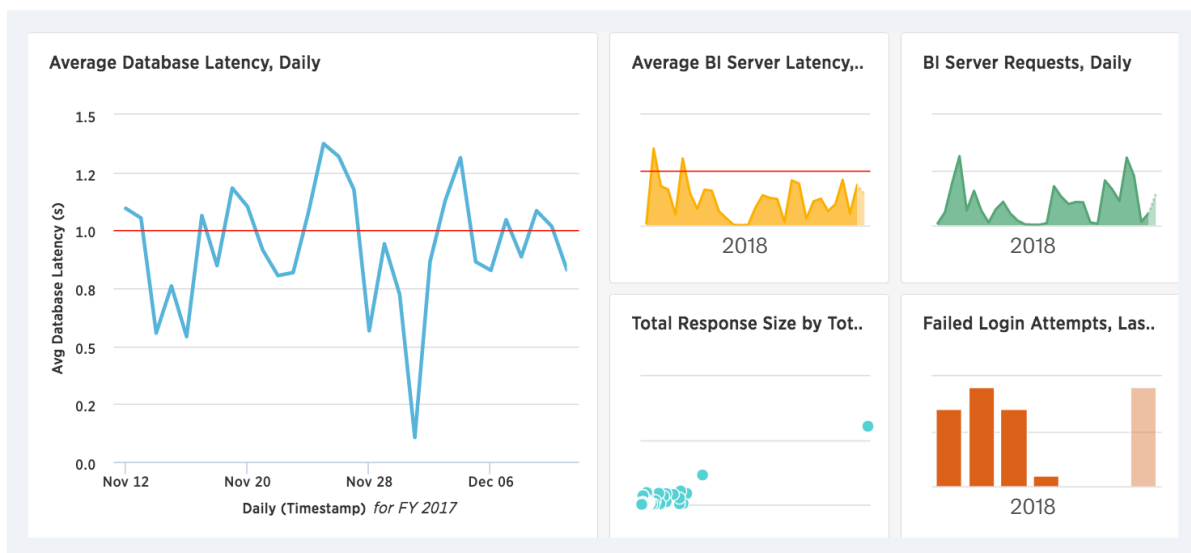 Average Database Latency, Daily
1.5
1.2
1.0
0.8
0.5
0.2
0.0
Avg Database Latency (s)
Nov 12 Nov 20 Nov 28 Dec 06
Daily (Timestamp) for FY 2017
Average BI Server Latency,..
2018
BI Server Requests, Daily
2018
Total Response Size by Tot..
Failed Login Attempts, Las..
2018